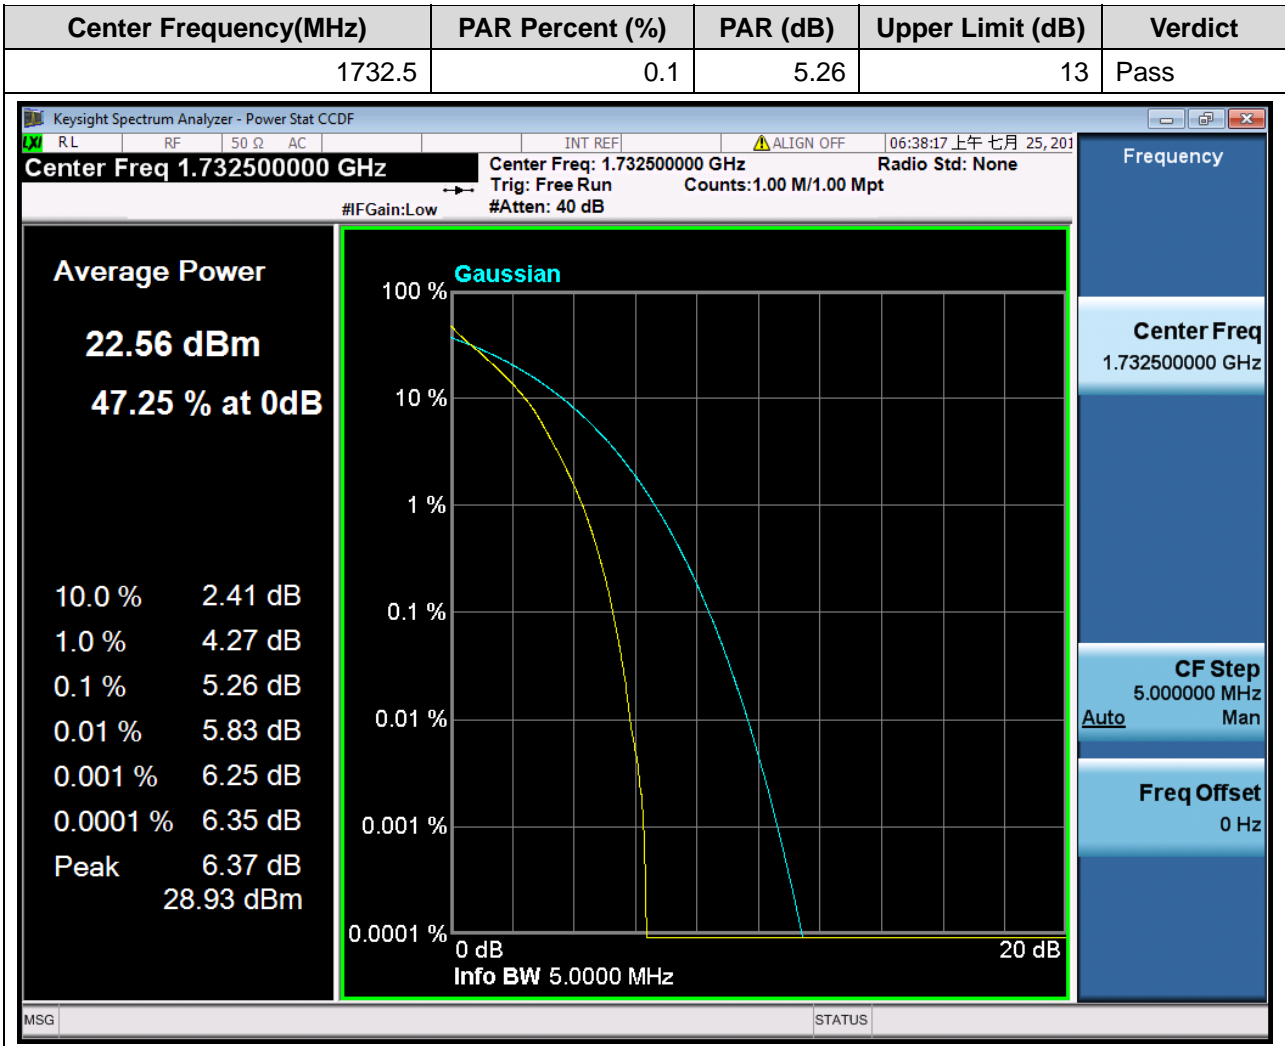 Center Frequency(MHz) PAR Percent (%) PAR (dB) Upper Limit (dB) Verdict
1732.5 0.1 5.26 13 Pass
Keysight Spectrum Analyzer - Power Stat CCDF
LXI RL RF 50 Ω AC INT REF ALIGN OFF 06:38:17 上午 七月 25, 201
Center Freq 1.732500000 GHz
Center Freq: 1.732500000 GHz Radio Std: None
Trig: Free Run Counts:1.00 M/1.00 Mpt
#IFGain:Low #Atten: 40 dB
Average Power
22.56 dBm
47.25 % at 0dB
10.0 % 2.41 dB
1.0 % 4.27 dB
0.1 % 5.26 dB
0.01 % 5.83 dB
0.001 % 6.25 dB
0.0001 % 6.35 dB
Peak 6.37 dB
28.93 dBm
Gaussian
100 %
10 %
1 %
0.1 %
0.01 %
0.001 %
0.0001 %
0 dB 20 dB
Info BW 5.0000 MHz
Frequency
Center Freq
1.732500000 GHz
CF Step
5.000000 MHz
Auto Man
Freq Offset
0 Hz
MSG STATUS